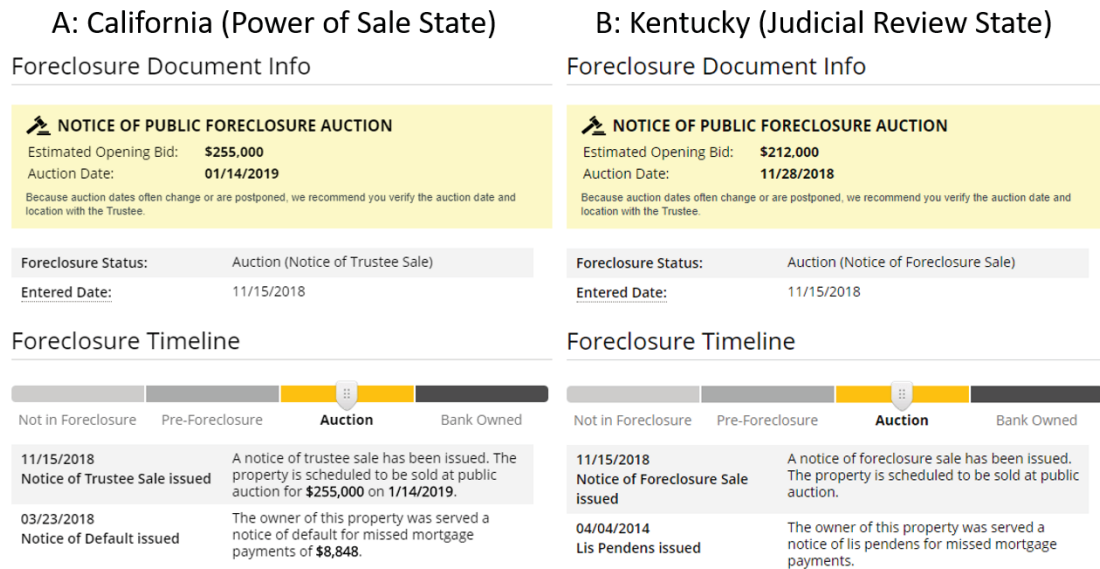 A: California (Power of Sale State)
Foreclosure Document Info
NOTICE OF PUBLIC FORECLOSURE AUCTION
Estimated Opening Bid: $255,000
Auction Date: 01/14/2019
Because auction dates often change or are postponed, we recommend you verify the auction date and
location with the Trustee.
Foreclosure Status: Auction (Notice of Trustee Sale)
Entered Date: 11/15/2018
Foreclosure Timeline
Not in Foreclosure Pre-Foreclosure Auction Bank Owned
11/15/2018
Notice of Trustee Sale issued
A notice of trustee sale has been issued. The
property is scheduled to be sold at public
auction for $255,000 on 1/14/2019.
03/23/2018
Notice of Default issued
The owner of this property was served a
notice of default for missed mortgage
payments of $8,848.
B: Kentucky (Judicial Review State)
Foreclosure Document Info
NOTICE OF PUBLIC FORECLOSURE AUCTION
Estimated Opening Bid: $212,000
Auction Date: 11/28/2018
Because auction dates often change or are postponed, we recommend you verify the auction date and
location with the Trustee.
Foreclosure Status: Auction (Notice of Foreclosure Sale)
Entered Date: 11/15/2018
Foreclosure Timeline
Not in Foreclosure Pre-Foreclosure Auction Bank Owned
11/15/2018
Notice of Foreclosure Sale
issued
A notice of foreclosure sale has been issued.
The property is scheduled to be sold at public
auction.
04/04/2014
Lis Pendens issued
The owner of this property was served a
notice of lis pendens for missed mortgage
payments.